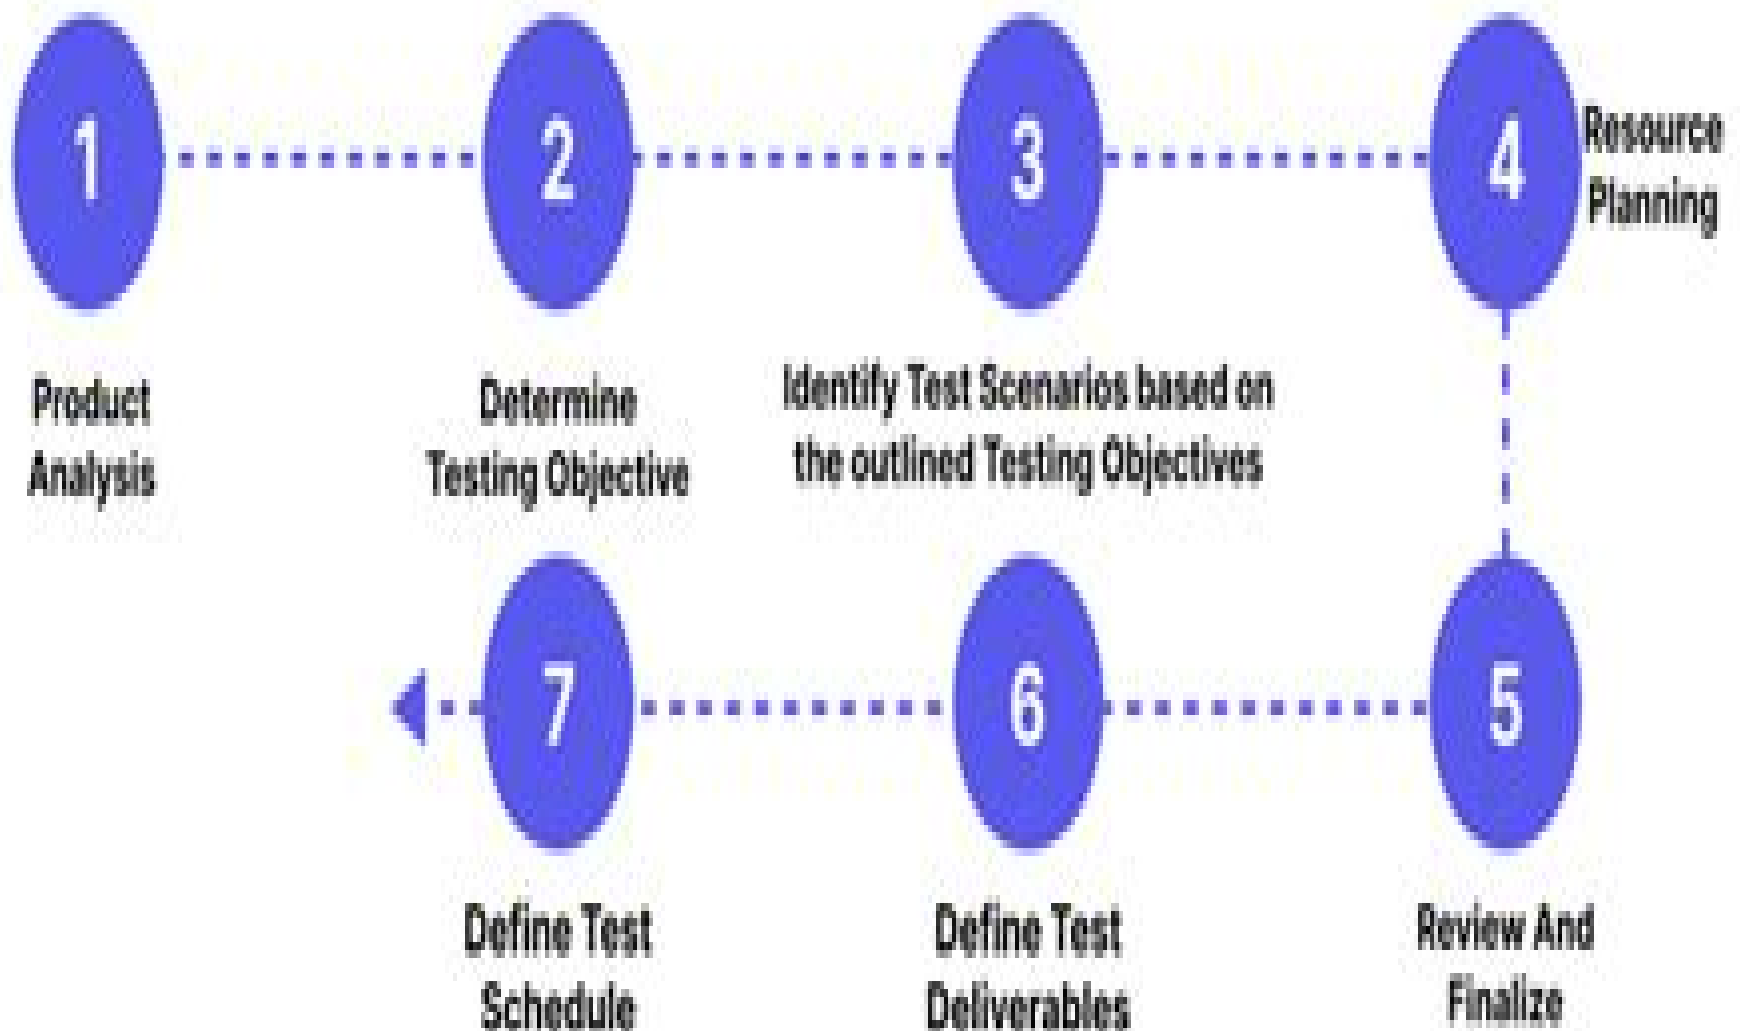 1
2
3
4
Resource
Planning
Product
Analysis
Determine
Testing Objective
Identify Test Scenarios based on
the outlined Testing Objectives
7
6
5
Define Test
Schedule
Define Test
Deliverables
Review And
Finalize